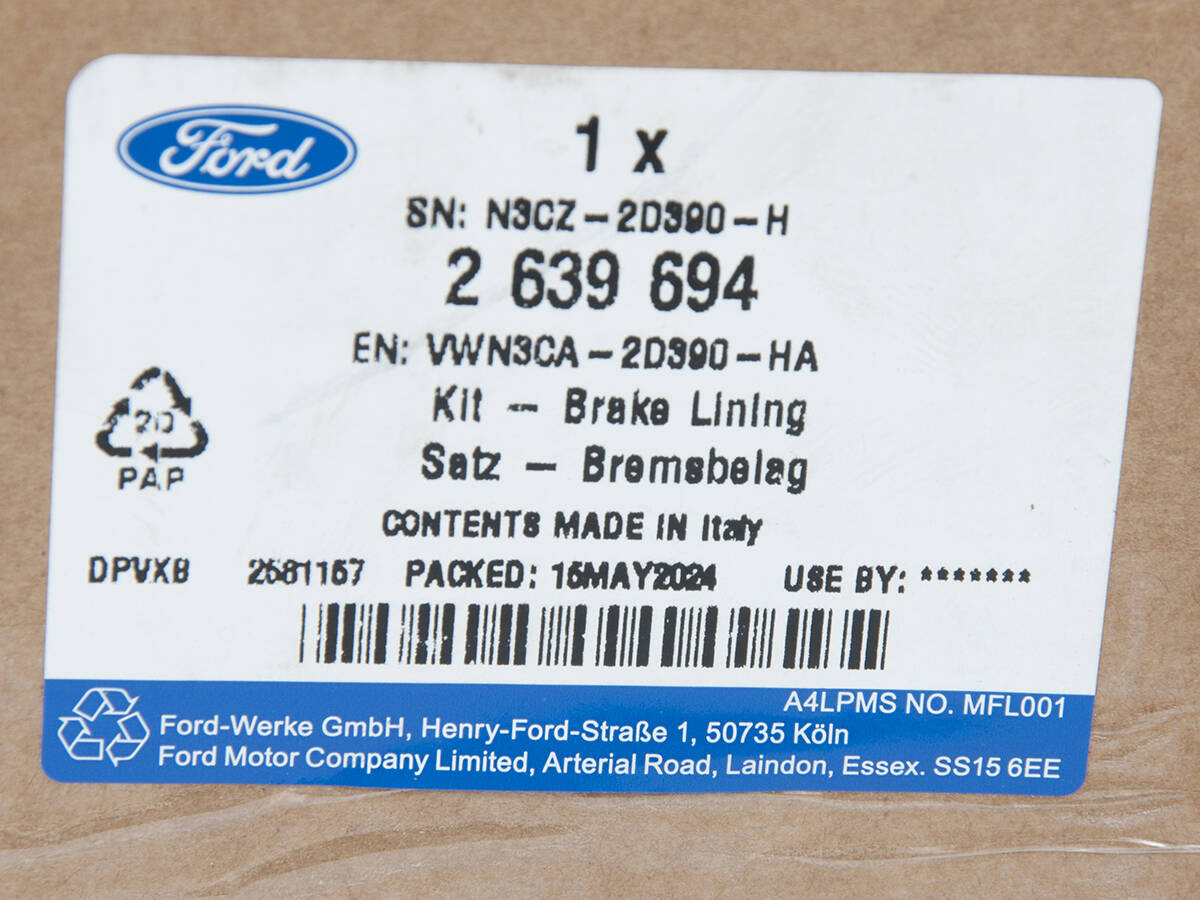 Ford
1 x
SN: N3CZ-2D390-H
2 639 694
EN: VWN3CA-2D390-HA
Kit - Brake Lining
Satz - Bremsbelag
20
PAP
CONTENTS MADE IN Italy
DPVXB 2581157 PACKED: 15MAY2024 USE BY: *******
A4LPMS NO. MFL001
Ford-Werke GmbH, Henry-Ford-Straße 1, 50735 Köln
Ford Motor Company Limited, Arterial Road, Laindon, Essex. SS15 6EE